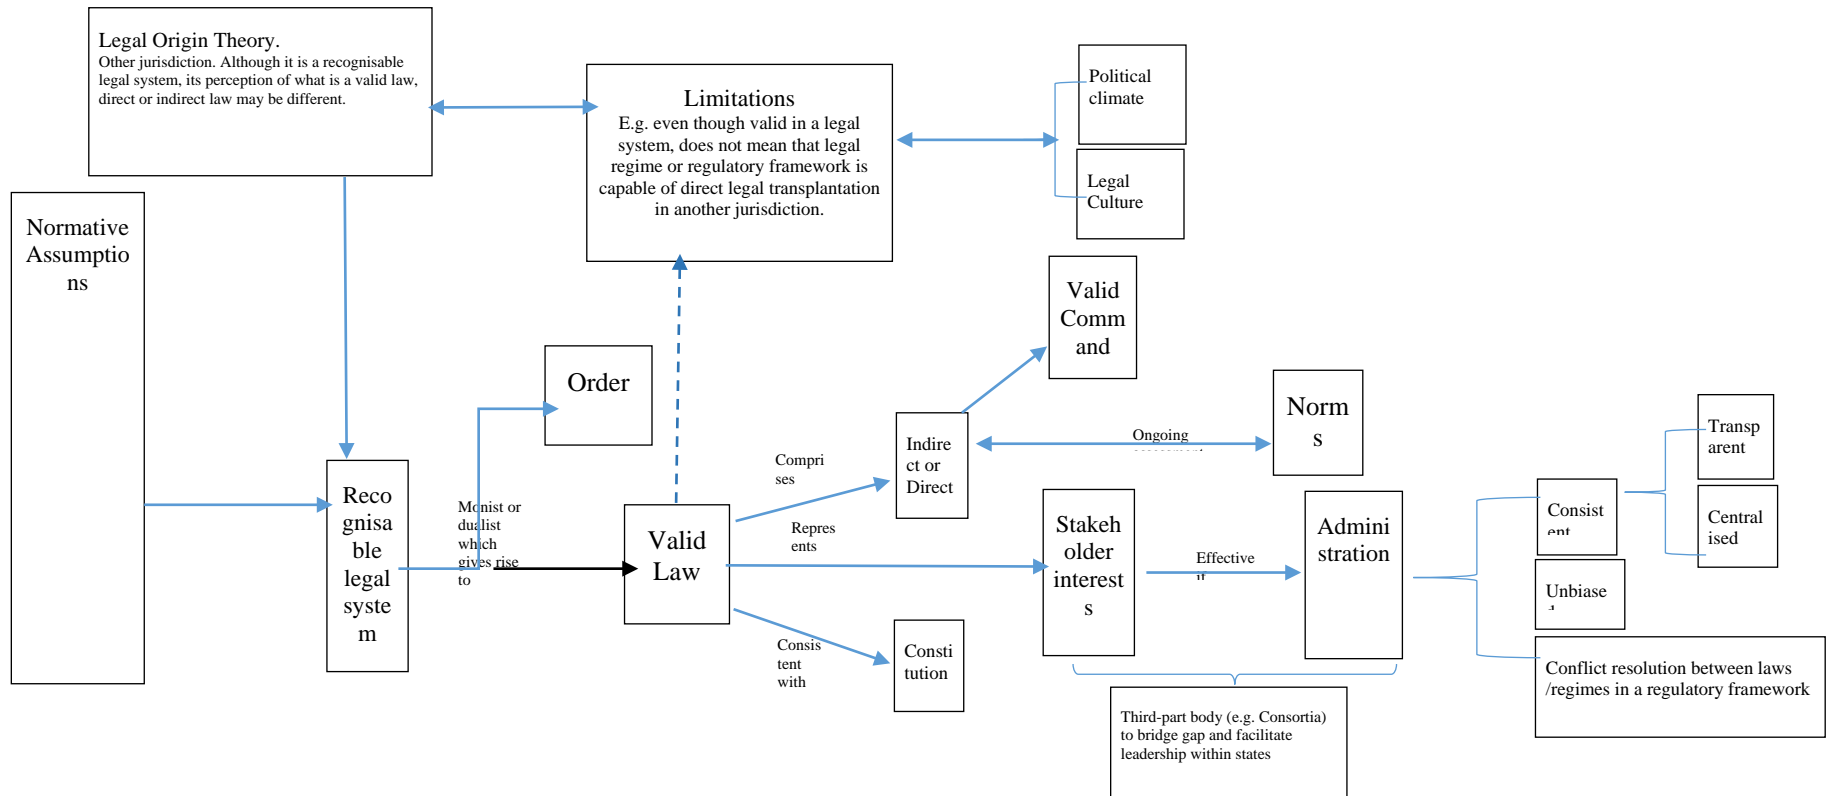 Legal Origin Theory.
Other jurisdiction. Although it is a recognisable
legal system, its perception of what is a valid law,
direct or indirect law may be different.
Limitations
E.g. even though valid in a legal
system, does not mean that legal
regime or regulatory framework is
capable of direct legal transplantation
in another jurisdiction.
Political
climate
Legal
Culture
Normative
Assumptio
ns
Valid
Comm
and
Order
Norm
s
Indire
ct or
Direct
Ongoing
Transp
arent
Central
ised
Compri
ses
Reco
gnisa
ble
legal
syste
m
Monist or
dualist
which
gives rise
to
Valid
Law
Repres
ents
Stakeh
older
interest
s
Effective
if
Admini
stration
Consist
ent
Unbiase
Consis
tent
with
Consti
tution
Conflict resolution between laws
/regimes in a regulatory framework
Third-part body (e.g. Consortia)
to bridge gap and facilitate
leadership within states